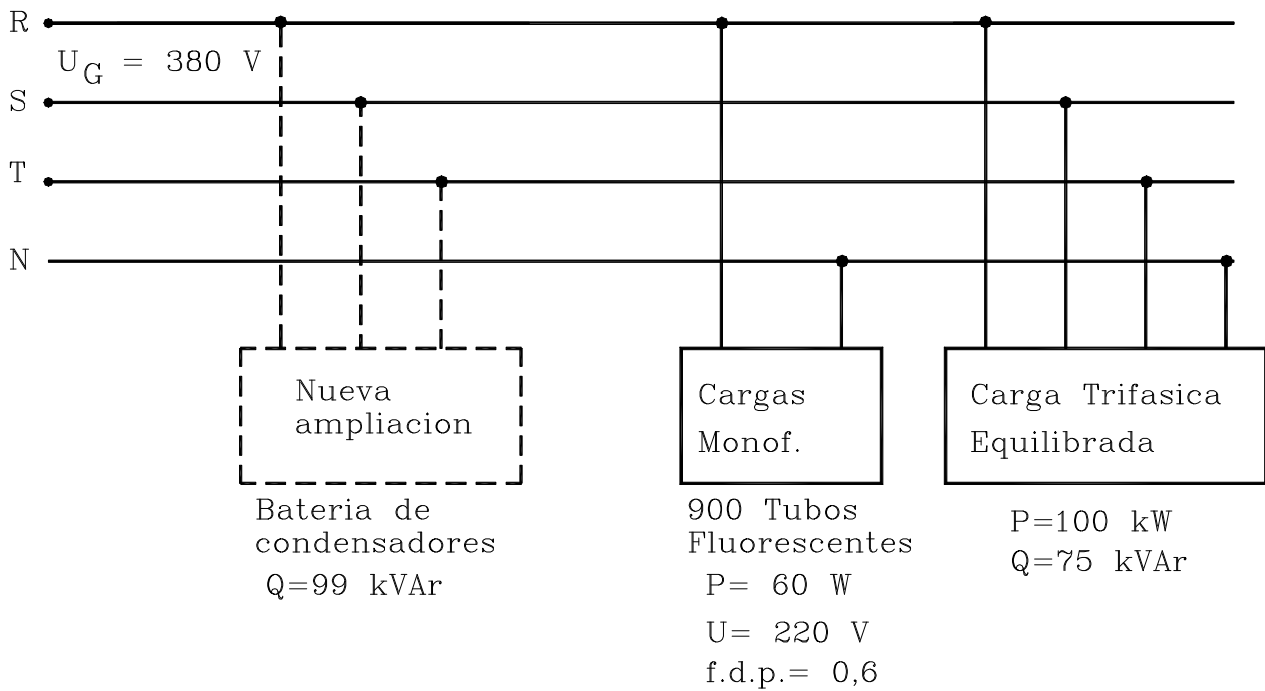 R
U_G = 380 V
S
T
N
Nueva
ampliacion
Bateria de
condensadores
Q=99 kVAr
Cargas
Monof.
900 Tubos
Fluorescentes
P= 60 W
U= 220 V
f.d.p.= 0,6
Carga Trifasica
Equilibrada
P=100 kW
Q=75 kVAr